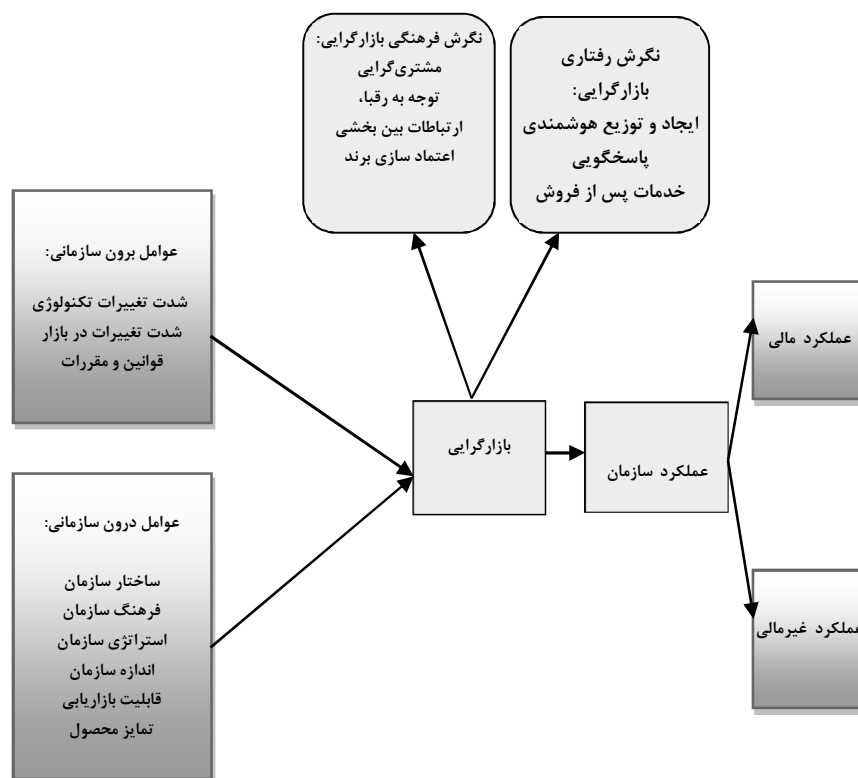 نگرش فرهنگی بازارگرایی:
مشتری‌گرایی
توجه به رقبا،
ارتباطات بین بخشی
اعتماد سازی برند
نگرش رفتاری
بازارگرایی:
ایجاد و توزیع هوشمندی
پاسخگویی
خدمات پس از فروش
عوامل برون سازمانی:
شدت تغییرات تکنولوژی
شدت تغییرات در بازار
قوانین و مقررات
عملکرد مالی
بازارگرایی
عملکرد سازمان
عوامل درون سازمانی:
ساختار سازمان
فرهنگ سازمان
استراتژی سازمان
اندازه سازمان
قابلیت بازاریابی
تمایز محصول
عملکرد غیرمالی